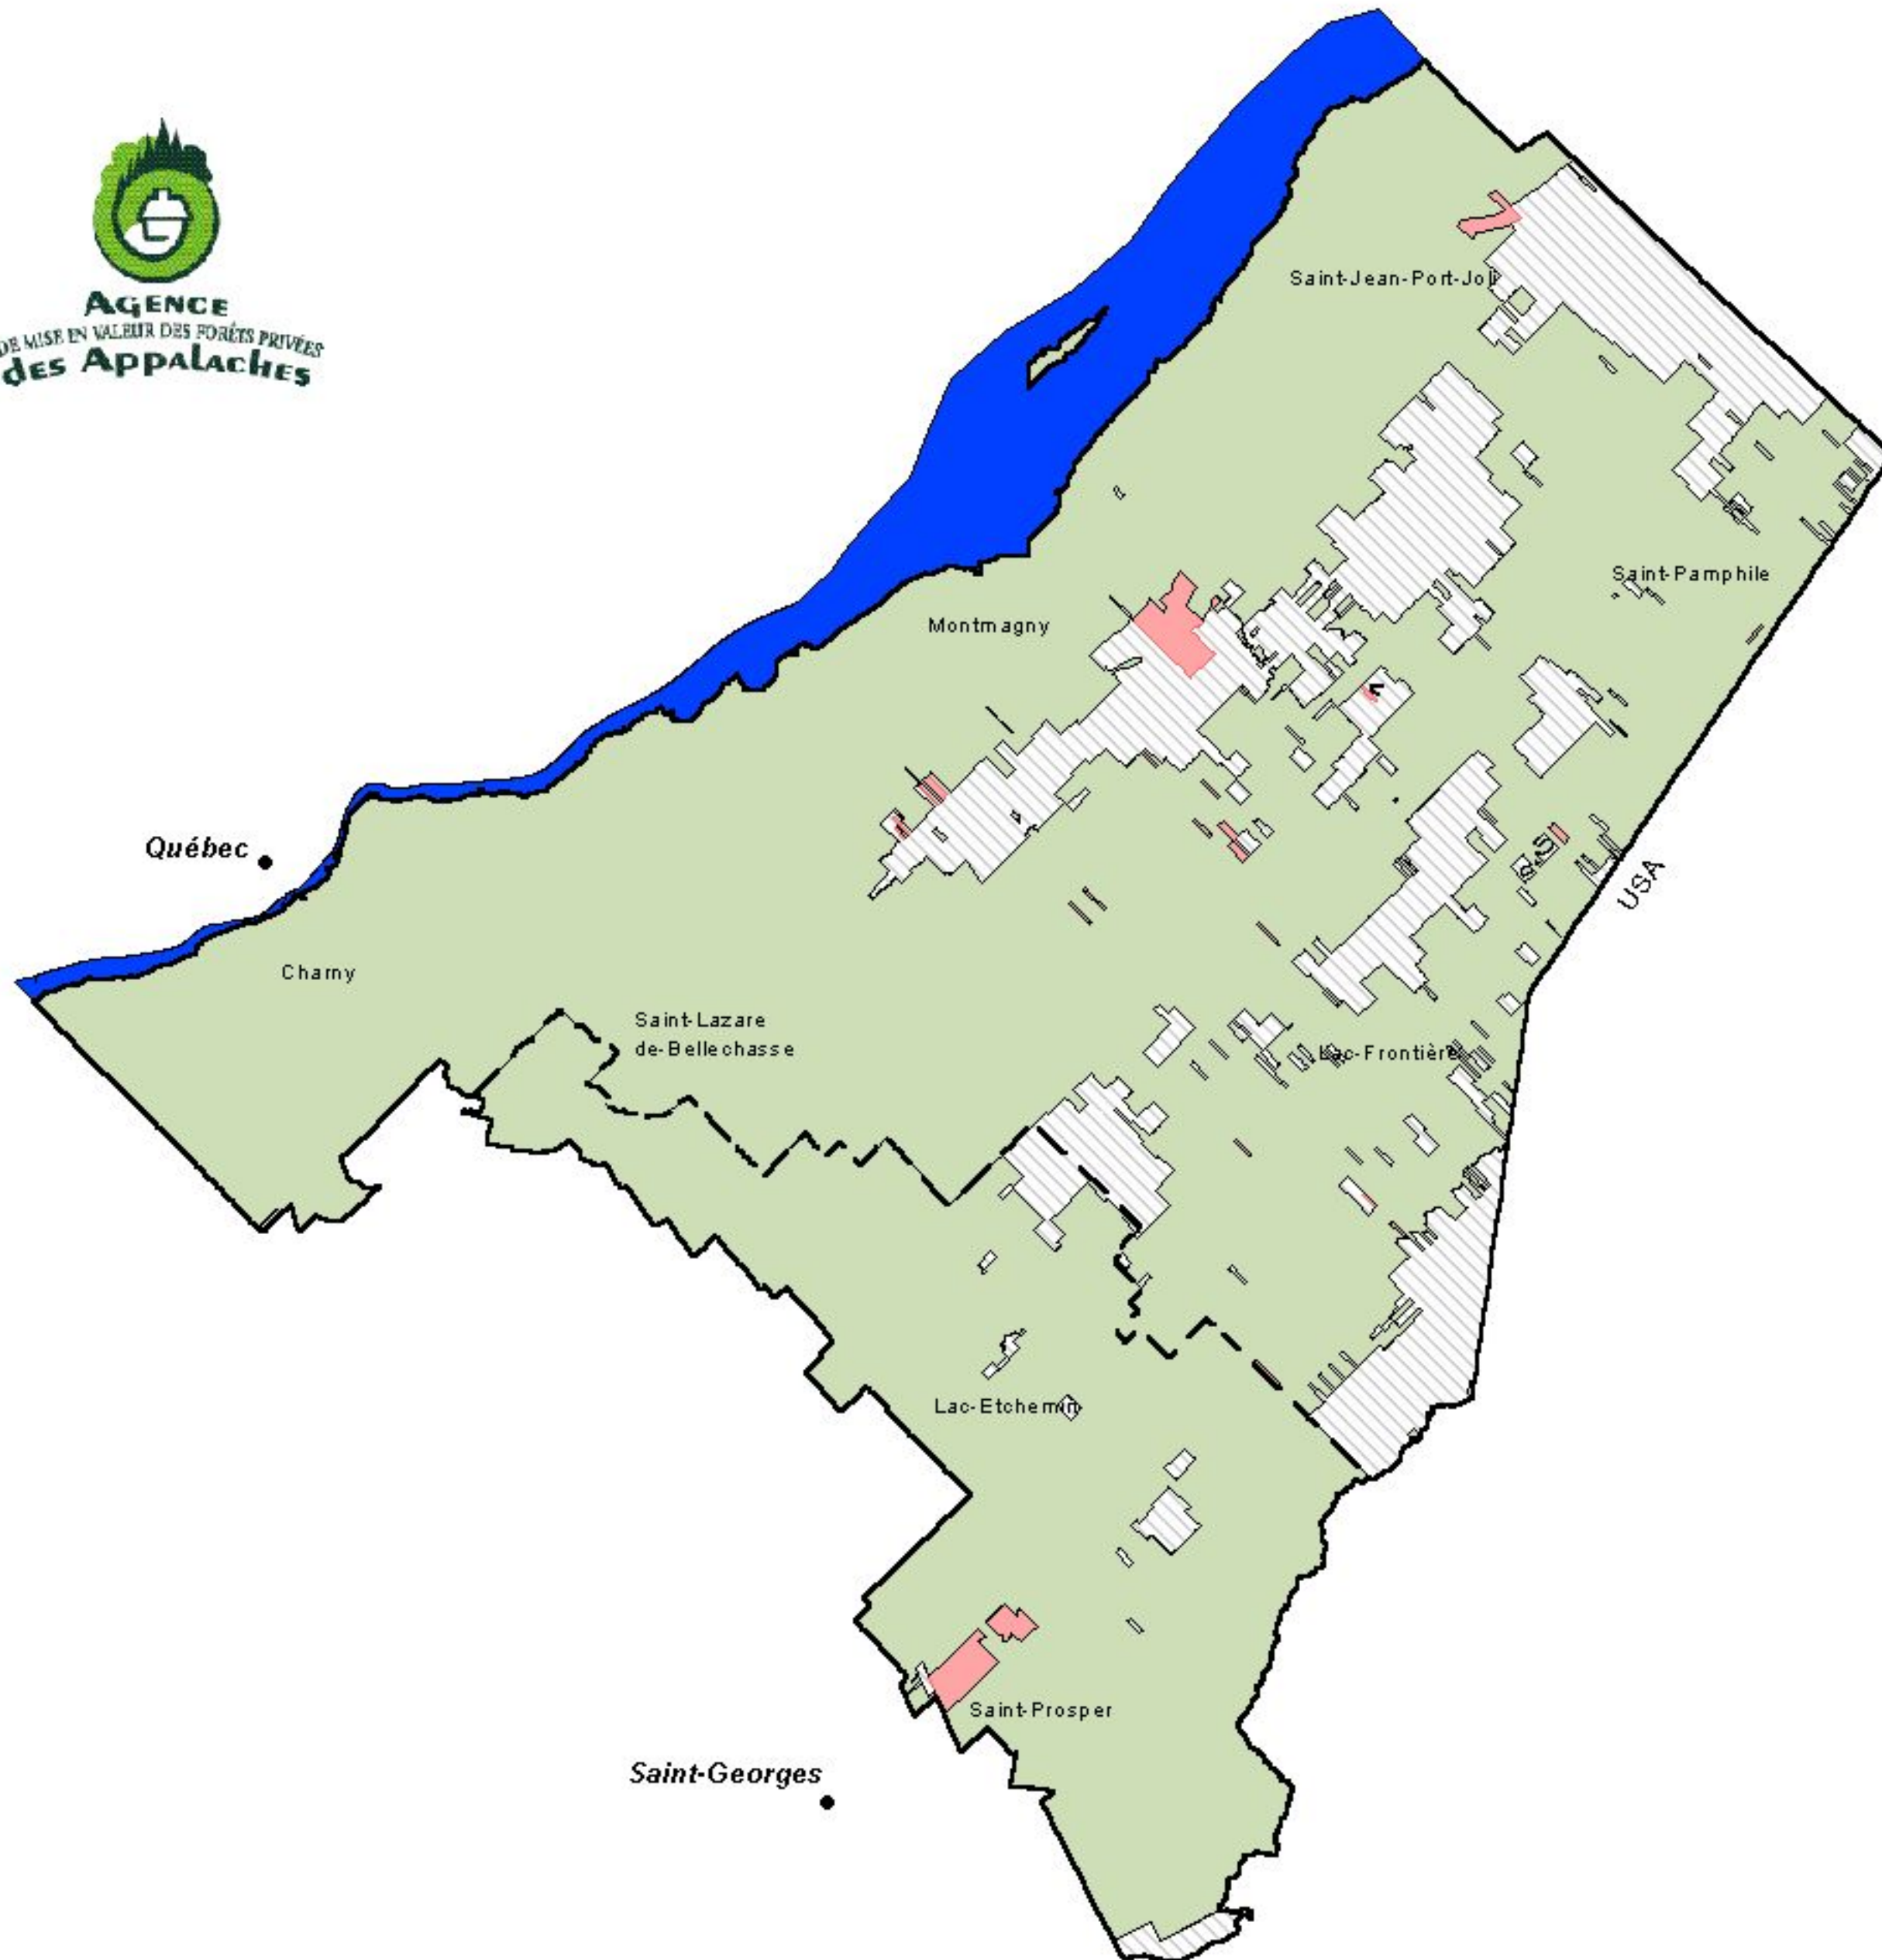 AGENCE
DE MISE EN VALEUR DES FORÊTS PRIVÉES
des Appalaches
Saint-Jean-Port-Joli
Saint-Pamphile
Montmagny
Québec
USA
Charny
Saint-Lazare
de-Bellechasse
Lac-Frontière
Lac-Etchemin
Saint-Prosper
Saint-Georges